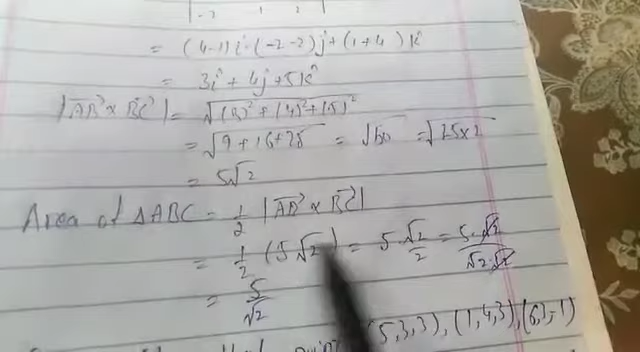 -2 1 2
= (4-1)î - (-2-2)ĵ + (1+4)k̂
= 3î + 4ĵ + 5k̂
|AB × BC| = √(3)² + (4)² + (5)²
= √9+16+25 = √50 = √25×2
= 5√2
Area of ΔABC = 1/2 |AB × BC|
= 1/2 (5√2) = 5 √2/2 = 5·√2/√2·√2
= 5/√2
(5,3,3), (1,4,3),